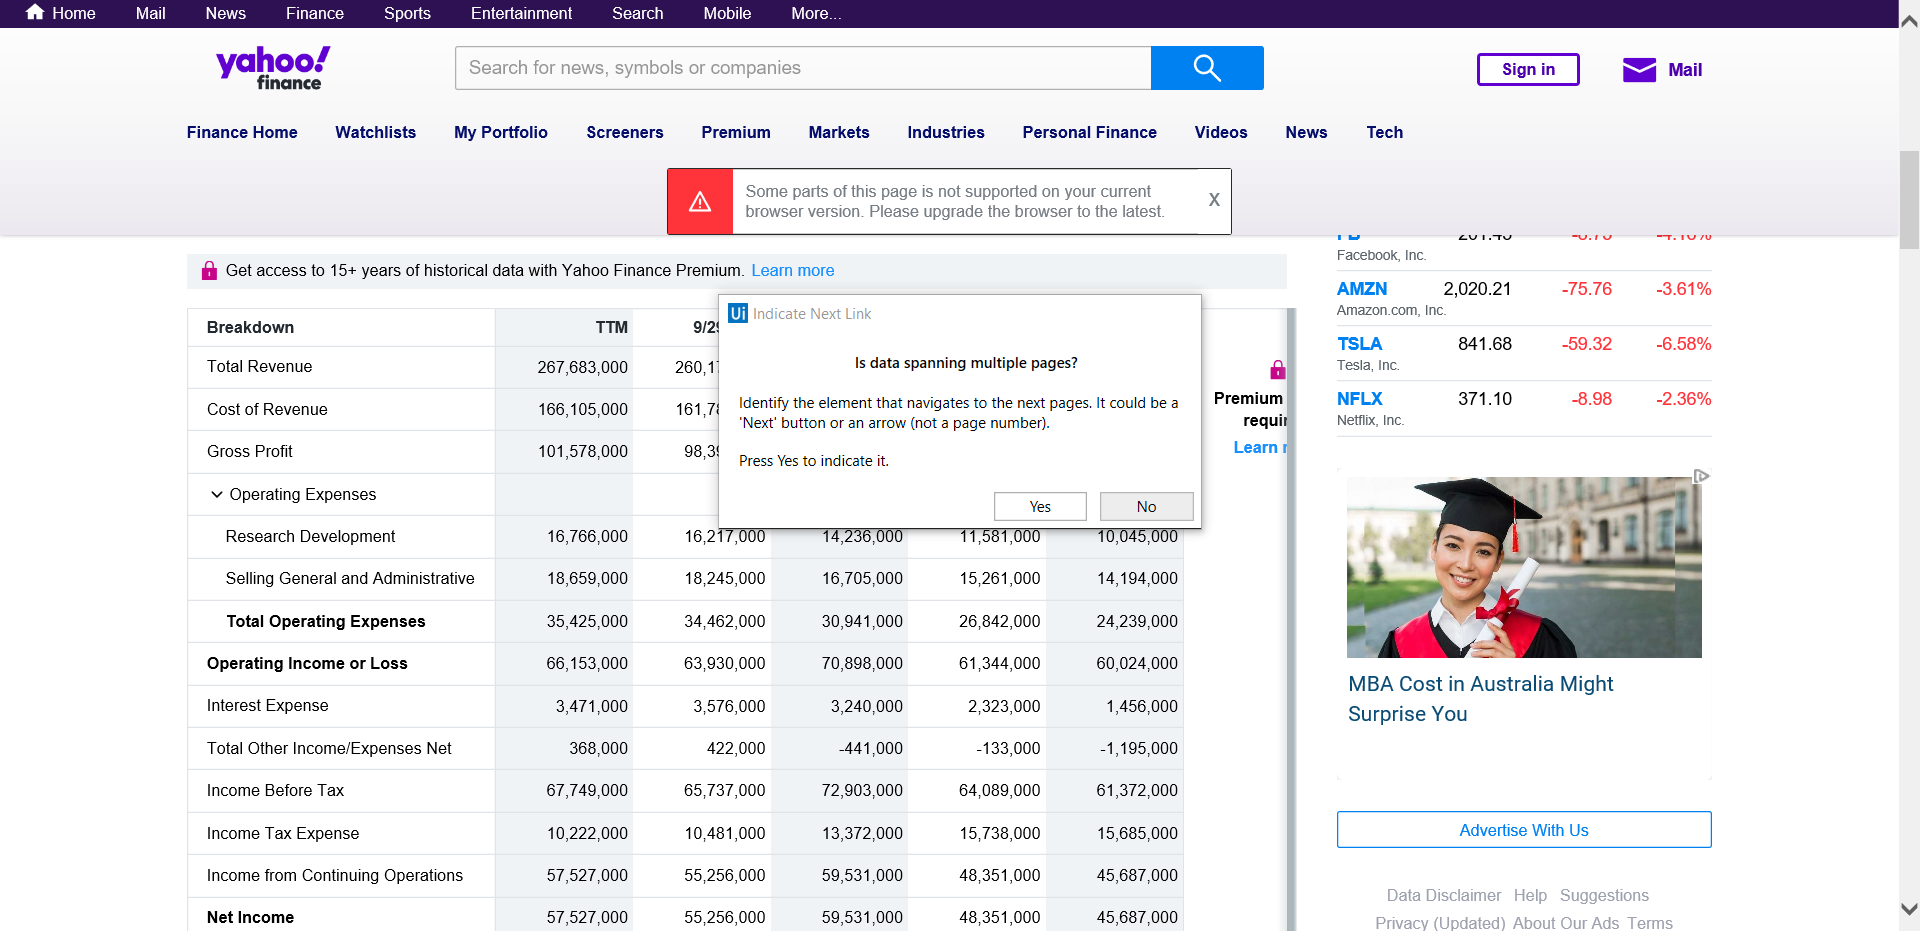 Home Mail News Finance Sports Entertainment Search Mobile More...
yahoo!
finance
Search for news, symbols or companies
Sign in
Mail
Finance Home Watchlists My Portfolio Screeners Premium Markets Industries Personal Finance Videos News Tech
Some parts of this page is not supported on your current
browser version. Please upgrade the browser to the latest.
X
Get access to 15+ years of historical data with Yahoo Finance Premium. Learn more
Breakdown TTM 9/29
Total Revenue 267,683,000 260,17
Cost of Revenue 166,105,000 161,78
Gross Profit 101,578,000 98,39
Operating Expenses
Research Development 16,766,000 16,217,000 14,236,000 11,581,000 10,045,000
Selling General and Administrative 18,659,000 18,245,000 16,705,000 15,261,000 14,194,000
Total Operating Expenses 35,425,000 34,462,000 30,941,000 26,842,000 24,239,000
Operating Income or Loss 66,153,000 63,930,000 70,898,000 61,344,000 60,024,000
Interest Expense 3,471,000 3,576,000 3,240,000 2,323,000 1,456,000
Total Other Income/Expenses Net 368,000 422,000 -441,000 -133,000 -1,195,000
Income Before Tax 67,749,000 65,737,000 72,903,000 64,089,000 61,372,000
Income Tax Expense 10,222,000 10,481,000 13,372,000 15,738,000 15,685,000
Income from Continuing Operations 57,527,000 55,256,000 59,531,000 48,351,000 45,687,000
Net Income 57,527,000 55,256,000 59,531,000 48,351,000 45,687,000
Ui Indicate Next Link
Is data spanning multiple pages?
Identify the element that navigates to the next pages. It could be a
'Next' button or an arrow (not a page number).
Press Yes to indicate it.
Yes No
Premium
requir
Learn
Facebook, Inc.
AMZN 2,020.21 -75.76 -3.61%
Amazon.com, Inc.
TSLA 841.68 -59.32 -6.58%
Tesla, Inc.
NFLX 371.10 -8.98 -2.36%
Netflix, Inc.
MBA Cost in Australia Might
Surprise You
Advertise With Us
Data Disclaimer Help Suggestions
Privacy (Updated) About Our Ads Terms